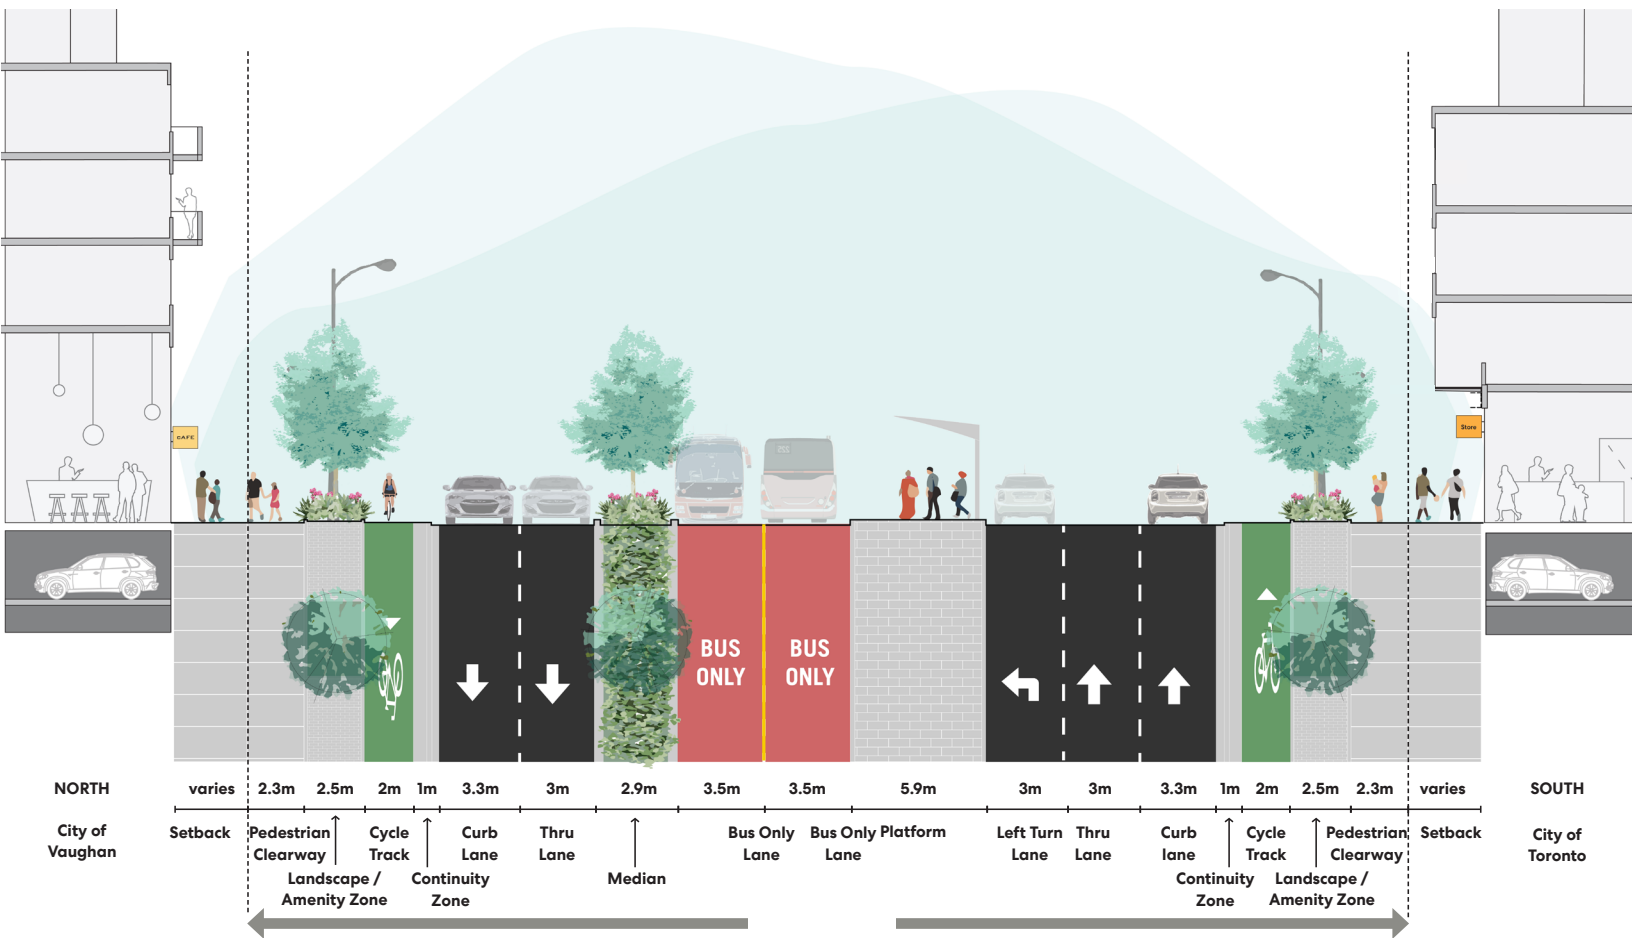 CAFE
Store
BUS
ONLY
BUS
ONLY
NORTH
varies
2.3m
2.5m
2m
1m
3.3m
3m
2.9m
3.5m
3.5m
5.9m
3m
3m
3.3m
1m
2m
2.5m
2.3m
varies
SOUTH
City of
Vaughan
Setback
Pedestrian
Clearway
Landscape /
Amenity Zone
Cycle
Track
Continuity
Zone
Curb
Lane
Thru
Lane
Median
Bus Only
Lane
Bus Only
Lane
Platform
Left Turn
Lane
Thru
Lane
Curb
lane
Continuity
Zone
Cycle
Track
Landscape /
Amenity Zone
Pedestrian
Clearway
Setback
City of
Toronto